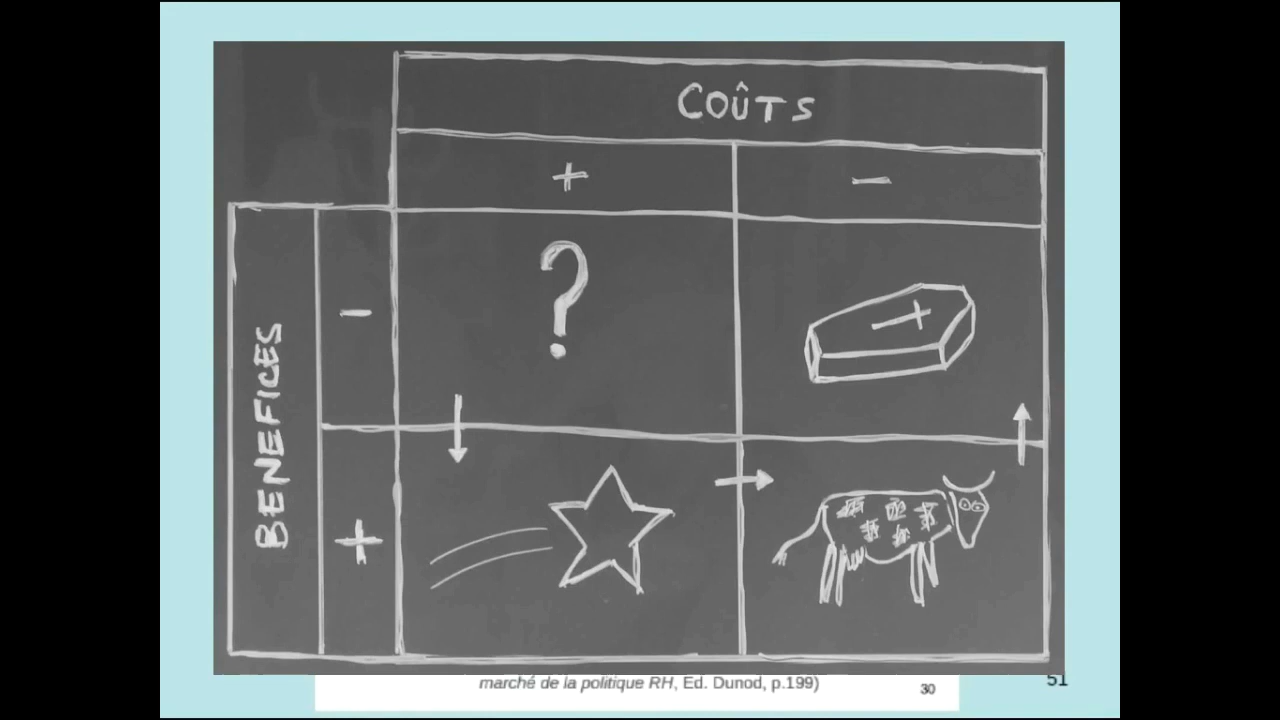 COÛTS
+
−
−
?
BENEFICES
+
marché de la politique RH, Ed. Dunod, p.199)
30
51